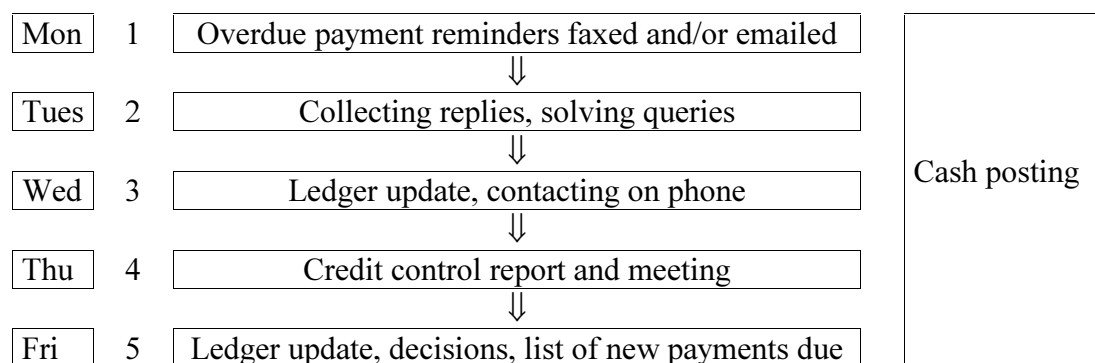 Mon 1 Overdue payment reminders faxed and/or emailed
Tues 2 Collecting replies, solving queries
Wed 3 Ledger update, contacting on phone
Thu 4 Credit control report and meeting
Fri 5 Ledger update, decisions, list of new payments due
Cash posting